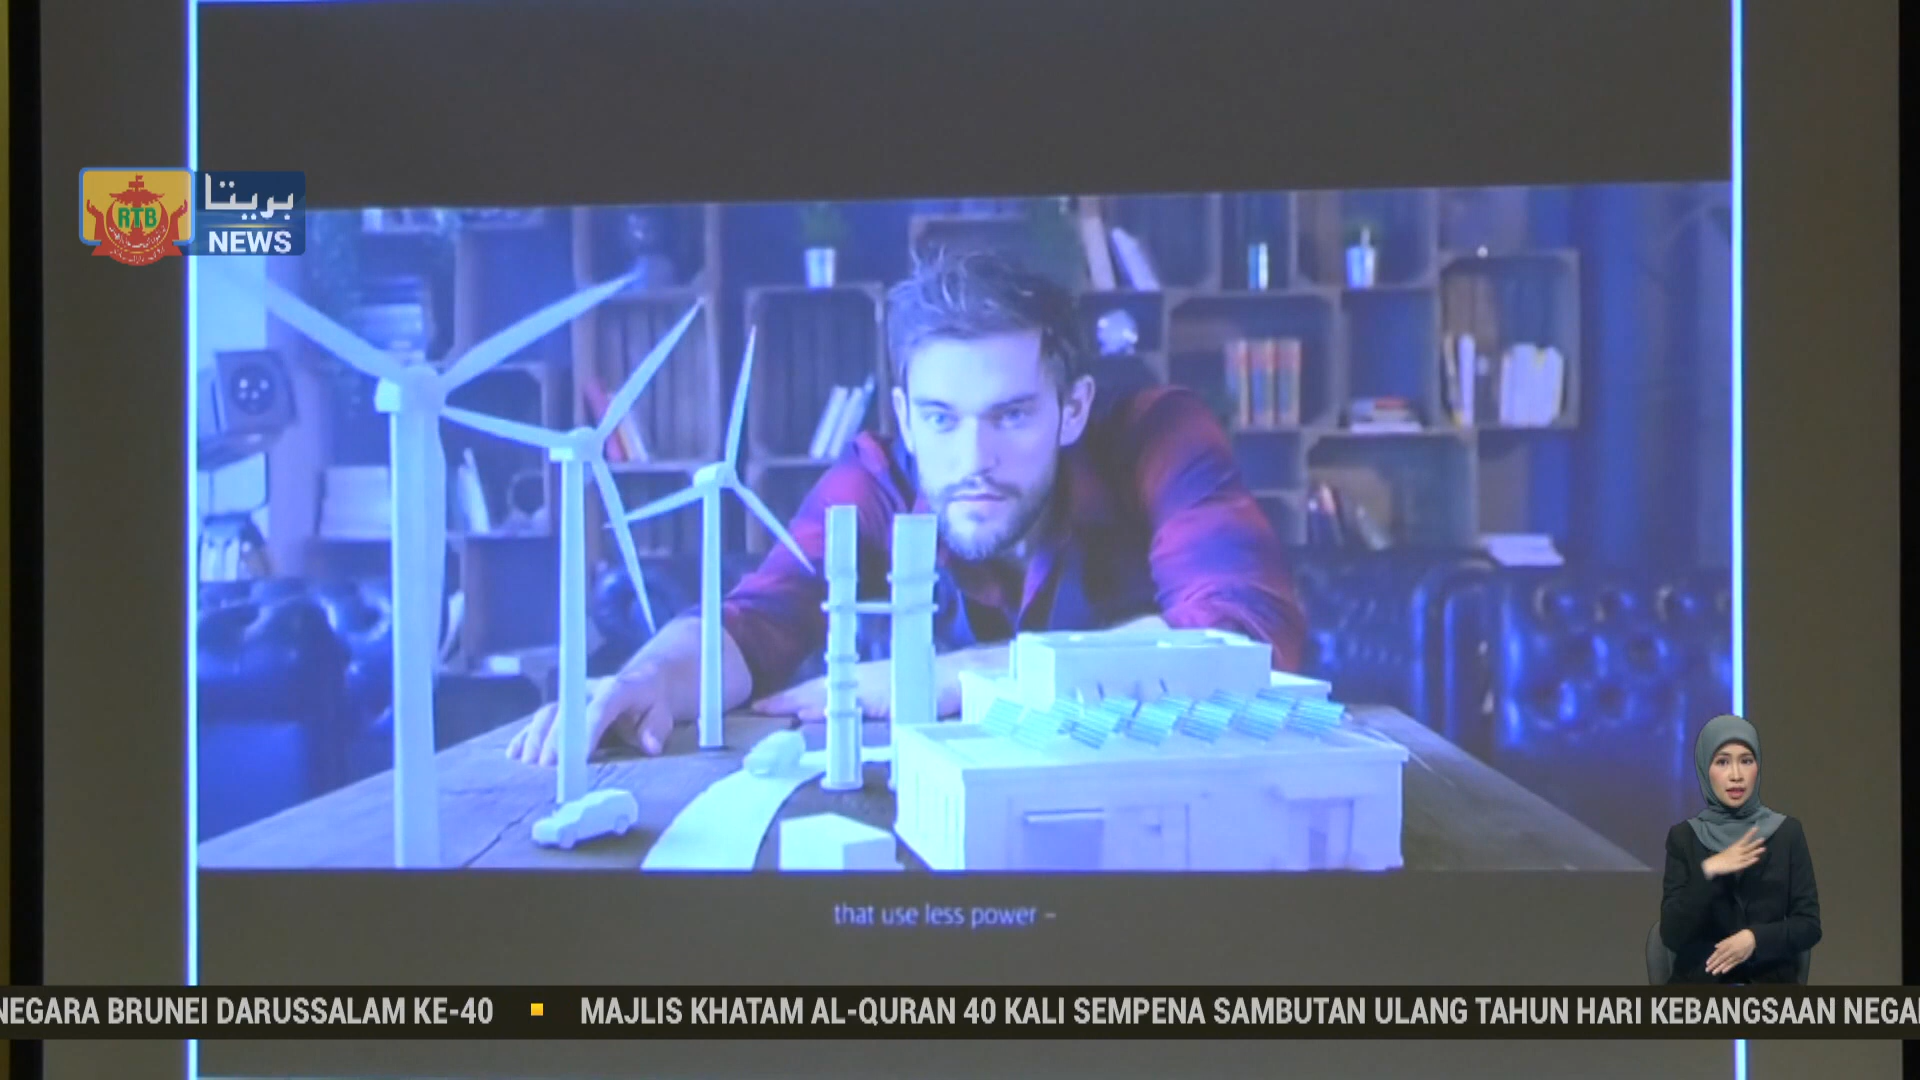 بريتا
RTB
NEWS
that use less power –
NEGARA BRUNEI DARUSSALAM KE-40 ▪ MAJLIS KHATAM AL-QURAN 40 KALI SEMPENA SAMBUTAN ULANG TAHUN HARI KEBANGSAAN NEGA